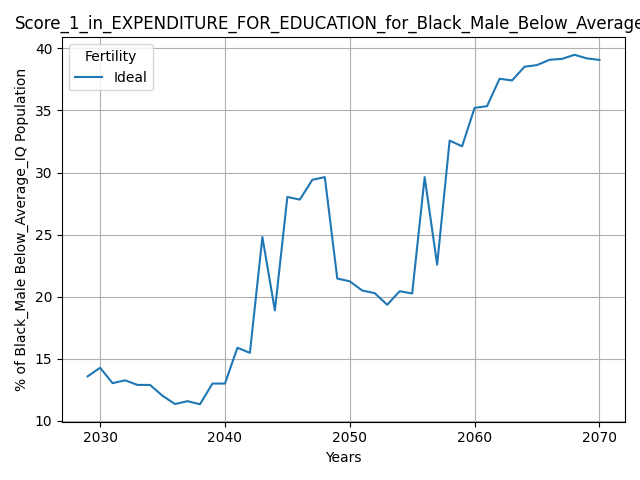 Score_1_in_EXPENDITURE_FOR_EDUCATION_for_Black_Male_Below_Average
Fertility
Ideal
% of Black_Male Below_Average_IQ Population
40
35
30
25
20
15
10
2030 2040 2050 2060 2070
Years